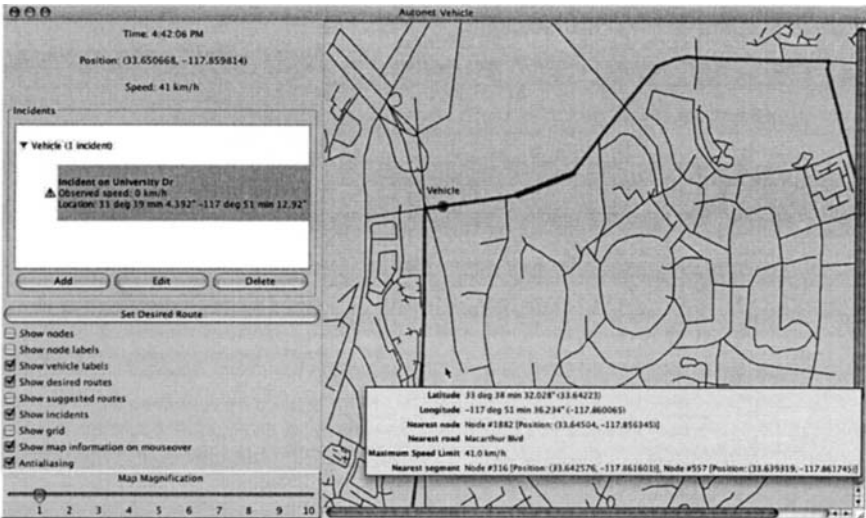 Autonet Vehicle
Time: 4:42:06 PM
Position: (33.650668, -117.859814)
Speed: 41 km/h
Incidents
Vehicle (1 incident)
Incident on University Dr
Observed speed: 0 km/h
Location: 33 deg 39 min 4.392" -117 deg 51 min 12.92"
Add Edit Delete
Set Desired Route
Show nodes
Show node labels
Show vehicle labels
Show desired routes
Show suggested routes
Show incidents
Show grid
Show map information on mouseover
Antialiasing
Map Magnification
1 2 3 4 5 6 7 8 9 10
Vehicle
Latitude 33 deg 38 min 32.028" (33.64223)
Longitude -117 deg 51 min 36.234" (-117.860065)
Nearest node Node #1882 [Position: (33.64504, -117.856345)]
Nearest road Macarthur Blvd
Maximum Speed Limit 41.0 km/h
Nearest segment Node #316 [Position: (33.642576, -117.861601)], Node #557 [Position: (33.639319, -117.861745)]